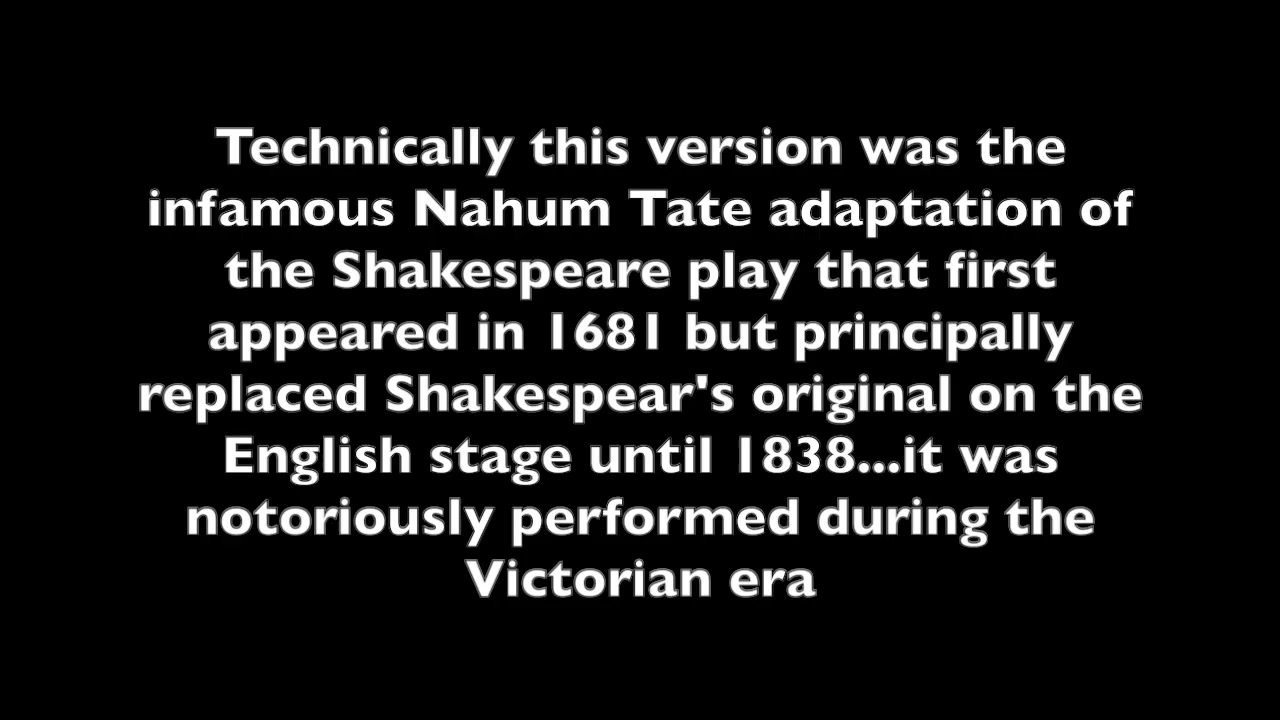 Technically this version was the
infamous Nahum Tate adaptation of
the Shakespeare play that first
appeared in 1681 but principally
replaced Shakespear's original on the
English stage until 1838...it was
notoriously performed during the
Victorian era